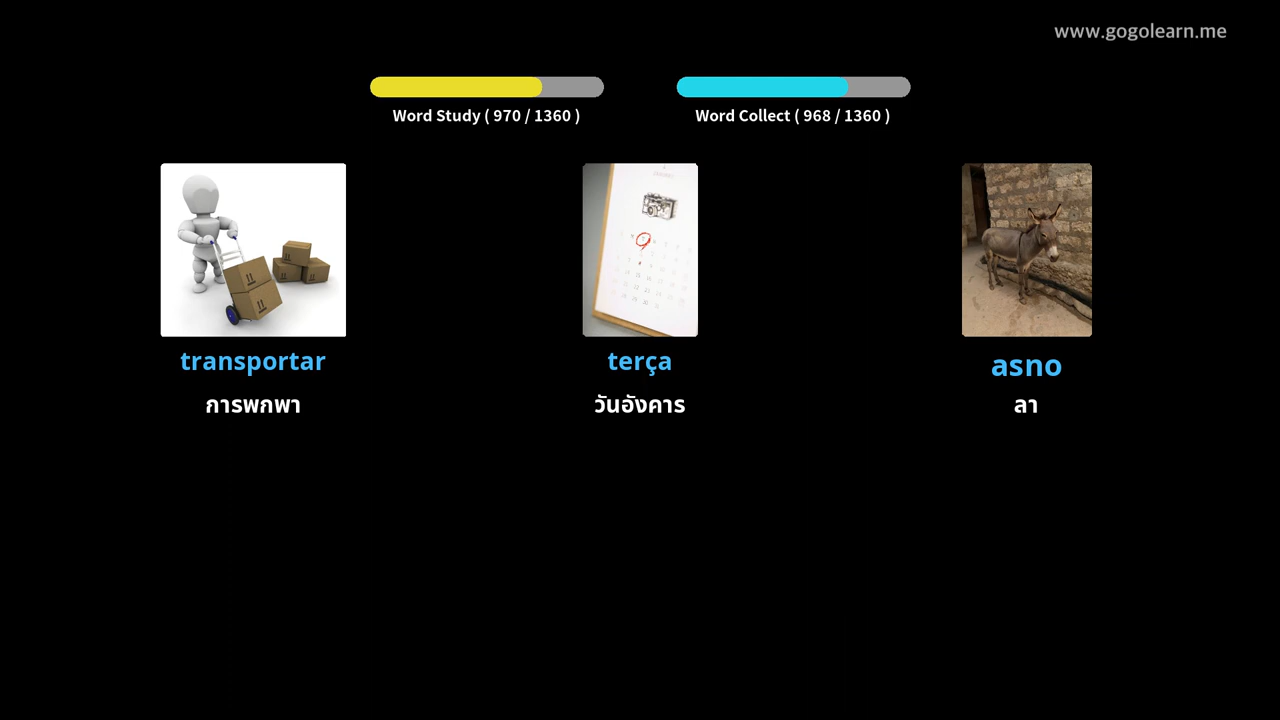 www.gogolearn.me
Word Study ( 970 / 1360 )
Word Collect ( 968 / 1360 )
transportar
terça
asno
การพกพา
วันอังคาร
ลา